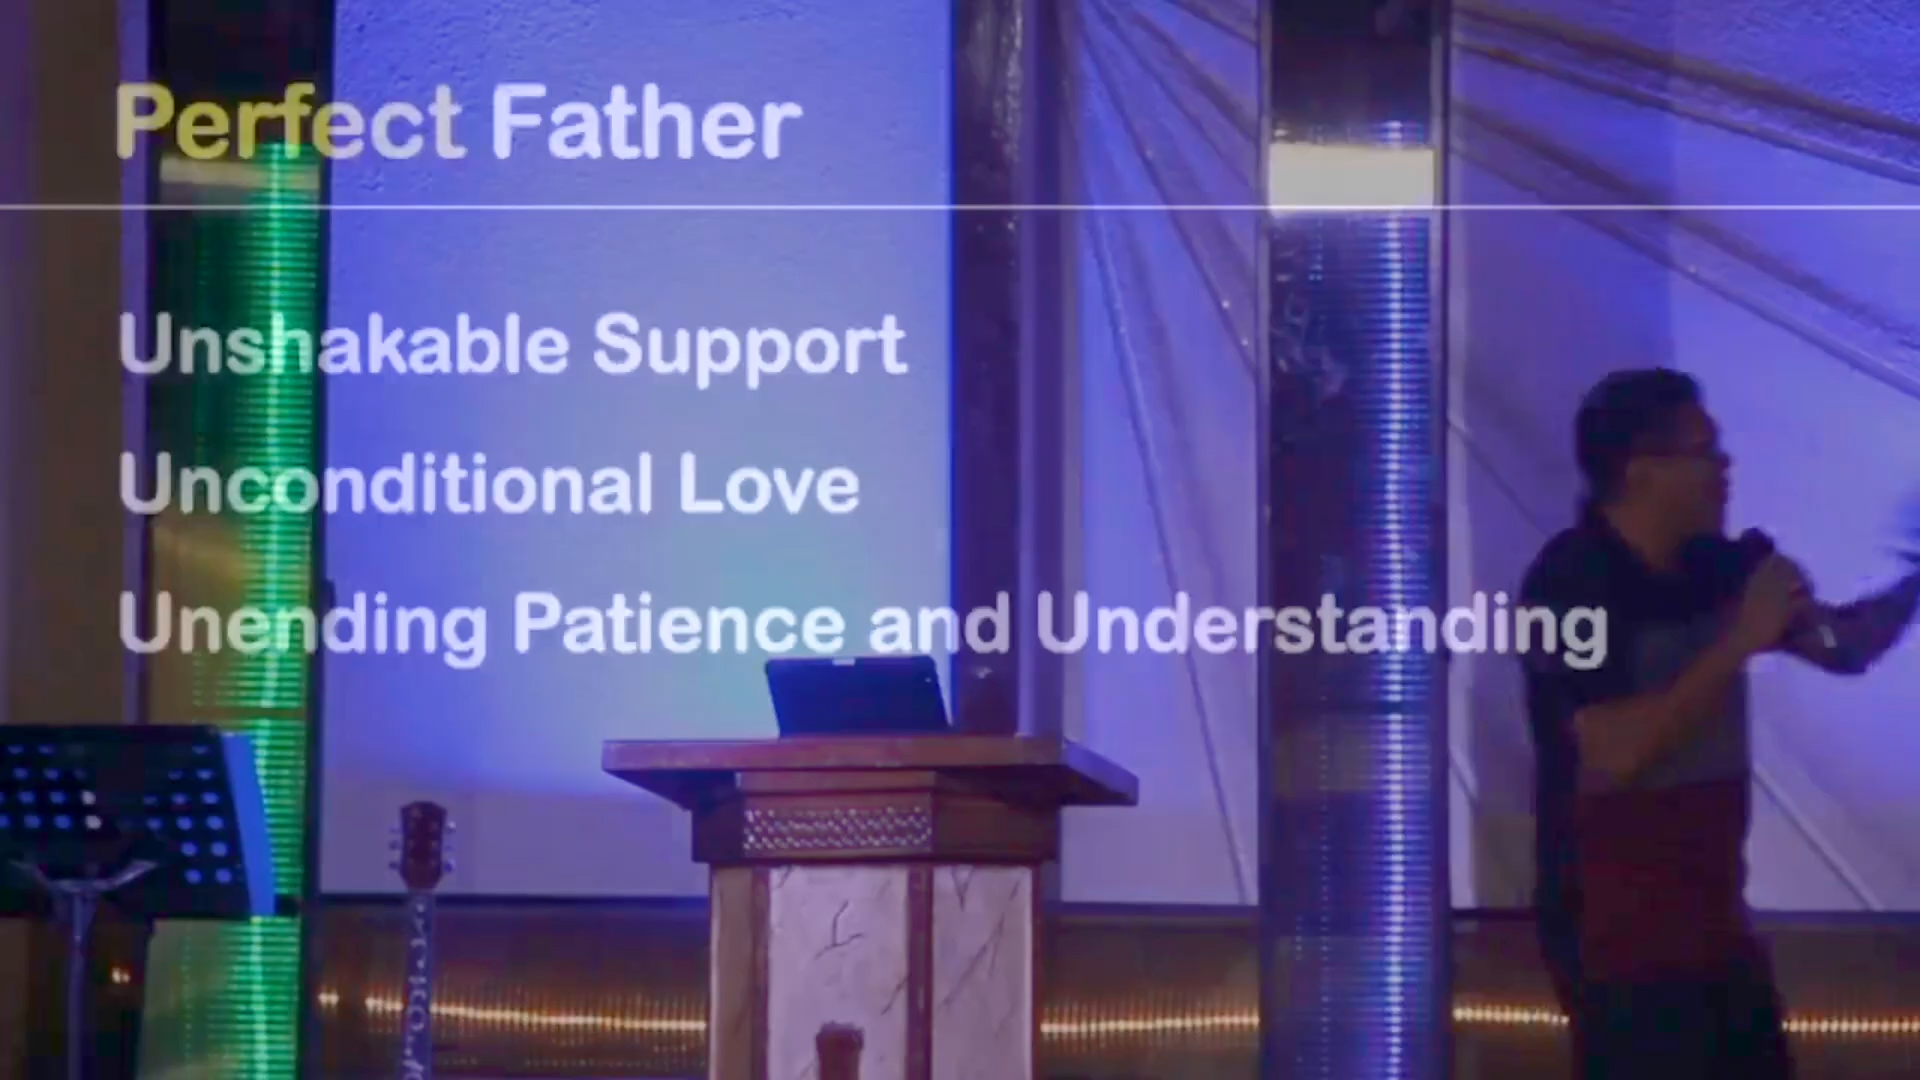 Perfect Father
Unshakable Support
Unconditional Love
Unending Patience and Understanding